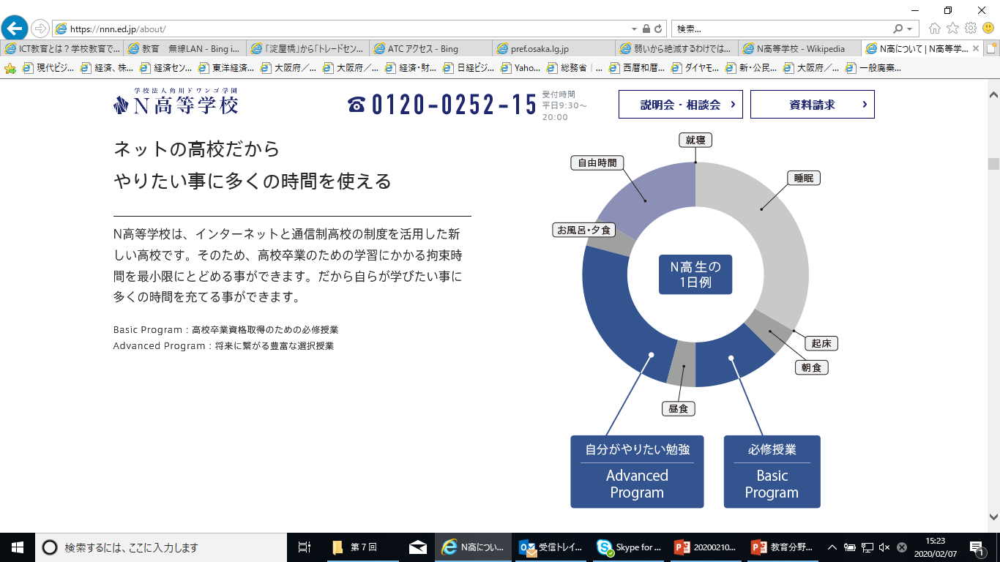 https://nnn.ed.jp/about/
検索...
ICT教育とは？学校教育で...
教育　無線LAN - Bing i...
「淀屋橋」から「トレードセン...
ATC アクセス - Bing
pref.osaka.lg.jp
弱いから絶滅するわけでは...
N高等学校 - Wikipedia
N高について | N高等学...
現代ビジ...
経済、株...
経済セン...
東洋経済...
大阪府／...
大阪府／...
経済・財...
日経ビジ...
Yaho...
総務省｜...
西暦和暦...
ダイヤモ...
新・公民...
大阪府／...
一般廃棄...
学校法人角川ドワンゴ学園
N高等学校
0120-0252-15
受付時間
平日9:30～
20:00
説明会・相談会
資料請求
ネットの高校だから
やりたい事に多くの時間を使える
N高等学校は、インターネットと通信制高校の制度を活用した新
しい高校です。そのため、高校卒業のための学習にかかる拘束時
間を最小限にとどめる事ができます。だから自らが学びたい事に
多くの時間を充てる事ができます。
Basic Program : 高校卒業資格取得のための必修授業
Advanced Program : 将来に繋がる豊富な選択授業
就寝
自由時間
睡眠
お風呂・夕食
N高生の
1日例
起床
朝食
昼食
自分がやりたい勉強
Advanced
Program
必修授業
Basic
Program
検索するには、ここに入力します
第７回
N高につい...
受信トレイ...
Skype for ...
20200210...
教育分野...
15:23
2020/02/07
1